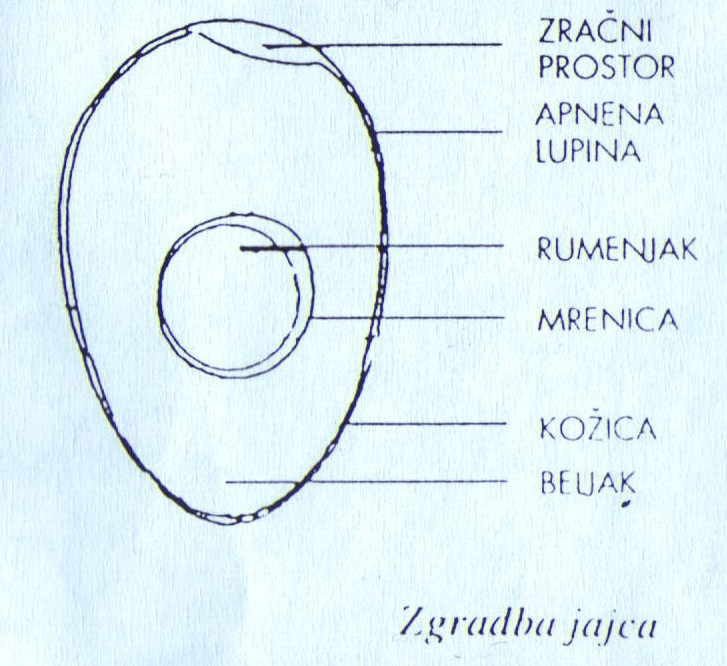 ZRAČNI
PROSTOR
APNENA
LUPINA
RUMENJAK
MRENICA
KOŽICA
BELJAK
Zgradba jajca